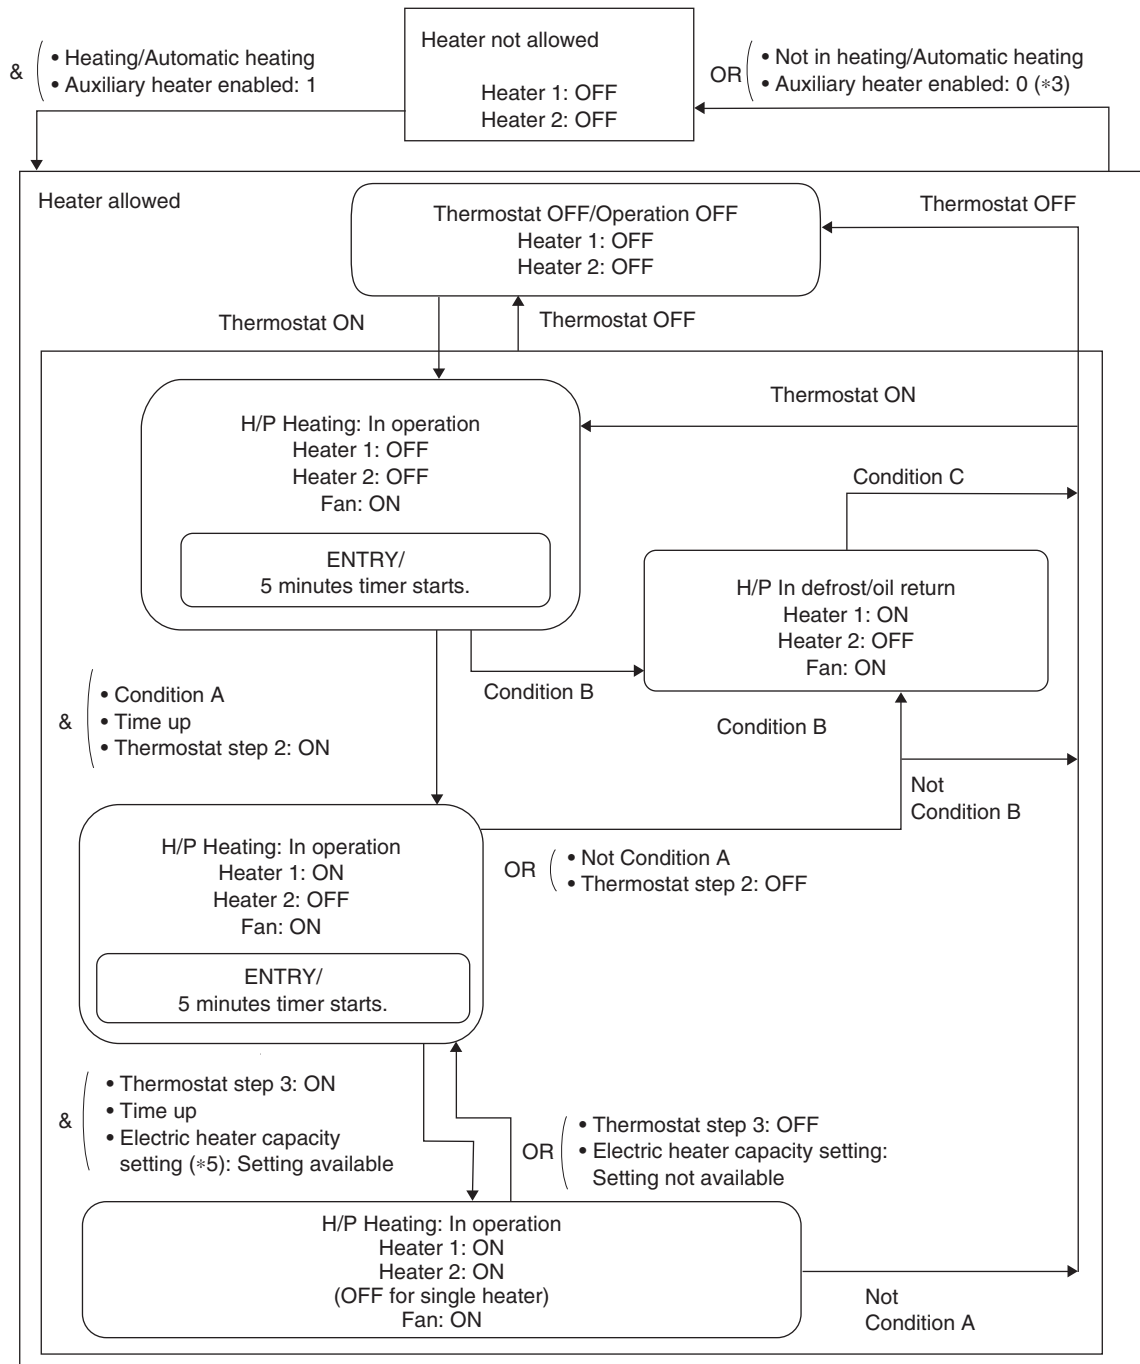 Heater not allowed
Heater 1: OFF
Heater 2: OFF
&
• Heating/Automatic heating
• Auxiliary heater enabled: 1
OR
• Not in heating/Automatic heating
• Auxiliary heater enabled: 0 (*3)
Heater allowed
Thermostat OFF/Operation OFF
Heater 1: OFF
Heater 2: OFF
Thermostat OFF
Thermostat ON
Thermostat OFF
H/P Heating: In operation
Heater 1: OFF
Heater 2: OFF
Fan: ON
ENTRY/
5 minutes timer starts.
Thermostat ON
Condition C
H/P In defrost/oil return
Heater 1: ON
Heater 2: OFF
Fan: ON
Condition B
&
• Condition A
• Time up
• Thermostat step 2: ON
Condition B
Not
Condition B
H/P Heating: In operation
Heater 1: ON
Heater 2: OFF
Fan: ON
ENTRY/
5 minutes timer starts.
OR
• Not Condition A
• Thermostat step 2: OFF
&
• Thermostat step 3: ON
• Time up
• Electric heater capacity
setting (*5): Setting available
OR
• Thermostat step 3: OFF
• Electric heater capacity setting:
Setting not available
H/P Heating: In operation
Heater 1: ON
Heater 2: ON
(OFF for single heater)
Fan: ON
Not
Condition A